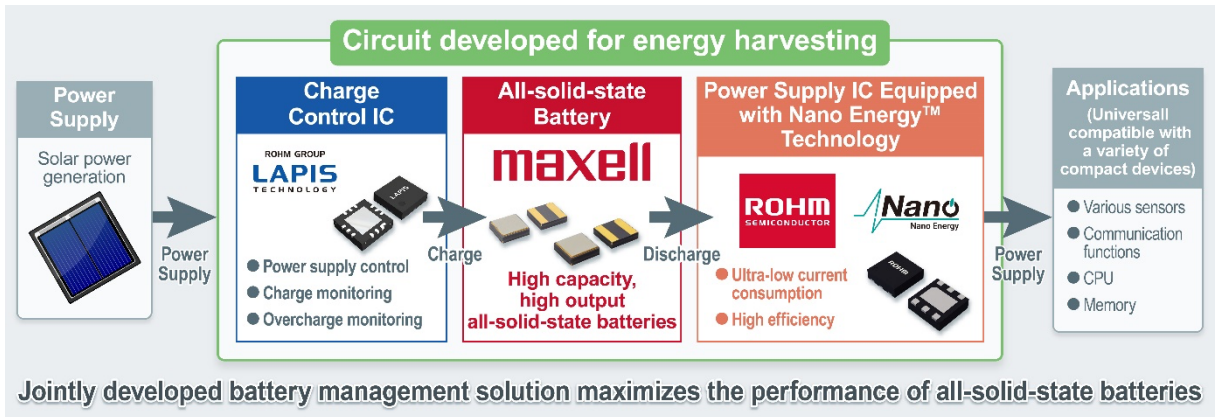 Circuit developed for energy harvesting
Power
Supply
Solar power
generation
Power
Supply
Charge
Control IC
ROHM GROUP
LAPIS
TECHNOLOGY
LAPIS
Power supply control
Charge monitoring
Overcharge monitoring
Charge
All-solid-state
Battery
maxell
High capacity,
high output
all-solid-state batteries
Discharge
Power Supply IC Equipped
with Nano Energy™
Technology
ROHM
SEMICONDUCTOR
Nano
Nano Energy
ROHM
Ultra-low current
consumption
High efficiency
Power
Supply
Applications
(Universall
compatible with
a variety of
compact devices)
Various sensors
Communication
functions
CPU
Memory
Jointly developed battery management solution maximizes the performance of all-solid-state batteries